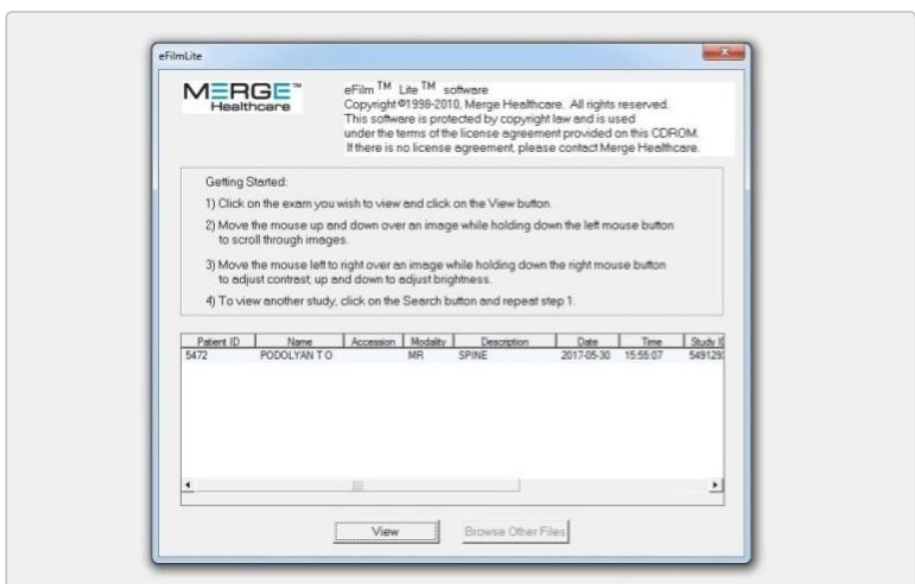 eFilmLite
MERGE™
Healthcare
eFilm TM Lite TM software
Copyright ©1998-2010, Merge Healthcare. All rights reserved.
This software is protected by copyright law and is used
under the terms of the license agreement provided on this CDROM.
If there is no license agreement, please contact Merge Healthcare.
Getting Started:
1) Click on the exam you wish to view and click on the View button.
2) Move the mouse up and down over an image while holding down the left mouse button
to scroll through images.
3) Move the mouse left to right over an image while holding down the right mouse button
to adjust contrast, up and down to adjust brightness.
4) To view another study, click on the Search button and repeat step 1.
Patient ID Name Accession Modality Description Date Time Study I
5472 PODOLYAN T O MR SPINE 2017-05-30 15:55:07 549129
View Browse Other Files